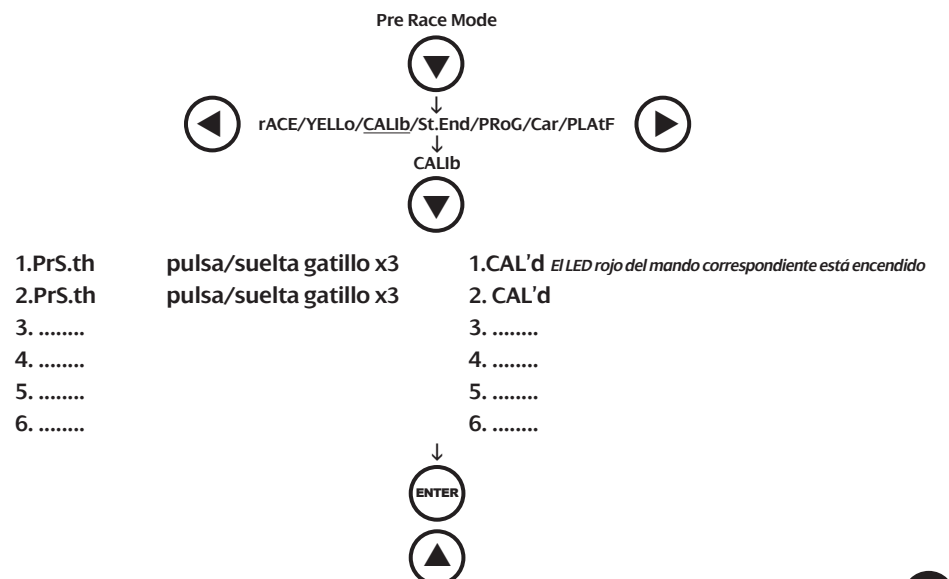 Pre Race Mode
rACE/YELLo/CALIb/St.End/PRoG/Car/PLAtF
CALIb
1.PrS.th pulsa/suelta gatillo x3 1.CAL’d El LED rojo del mando correspondiente está encendido
2.PrS.th pulsa/suelta gatillo x3 2. CAL’d
3. ........ 3. ........
4. ........ 4. ........
5. ........ 5. ........
6. ........ 6. ........
ENTER